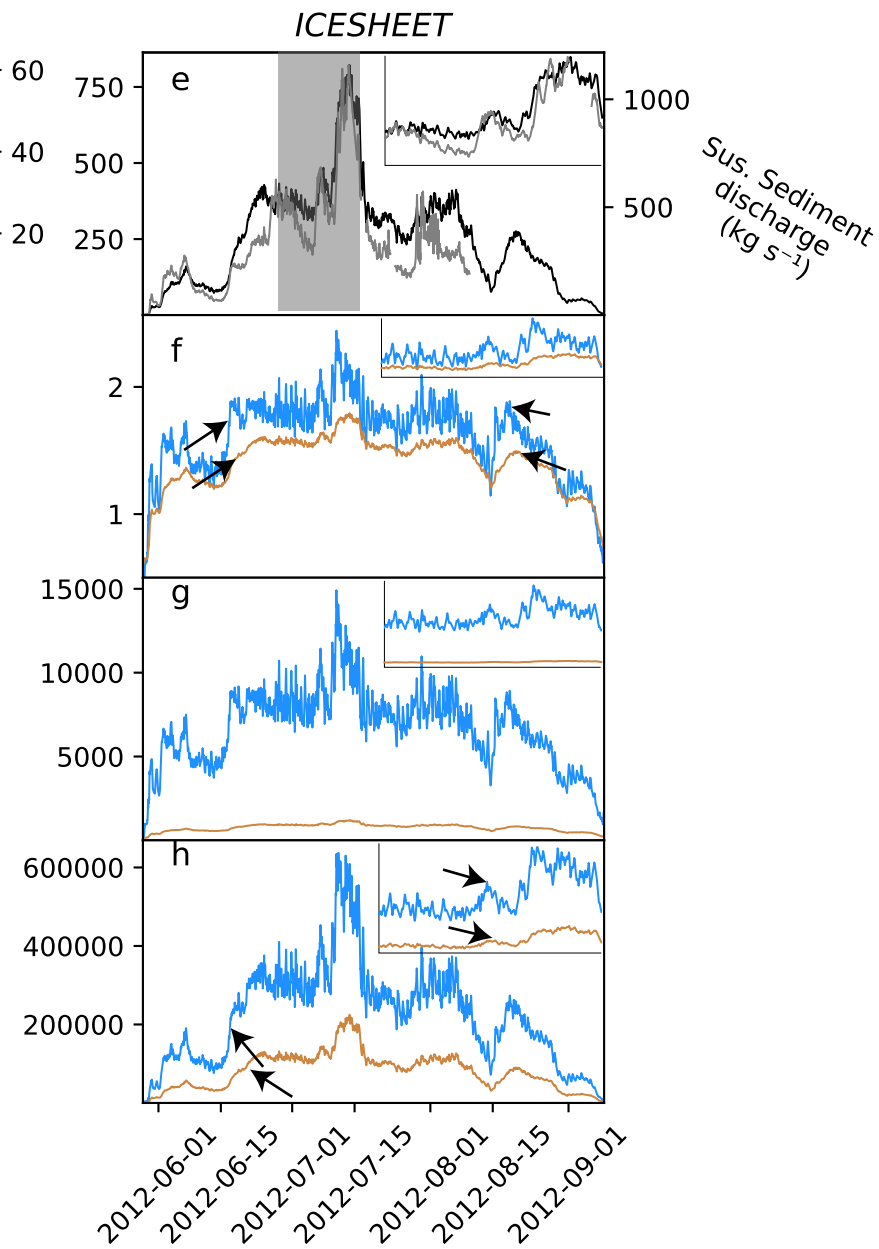 ICESHEET
60
40
20
e
750
500
250
1000
500
Sus. Sediment
discharge
(kg s⁻¹)
f
2
1
g
15000
10000
5000
h
600000
400000
200000
2012-06-01
2012-06-15
2012-07-01
2012-07-15
2012-08-01
2012-08-15
2012-09-01